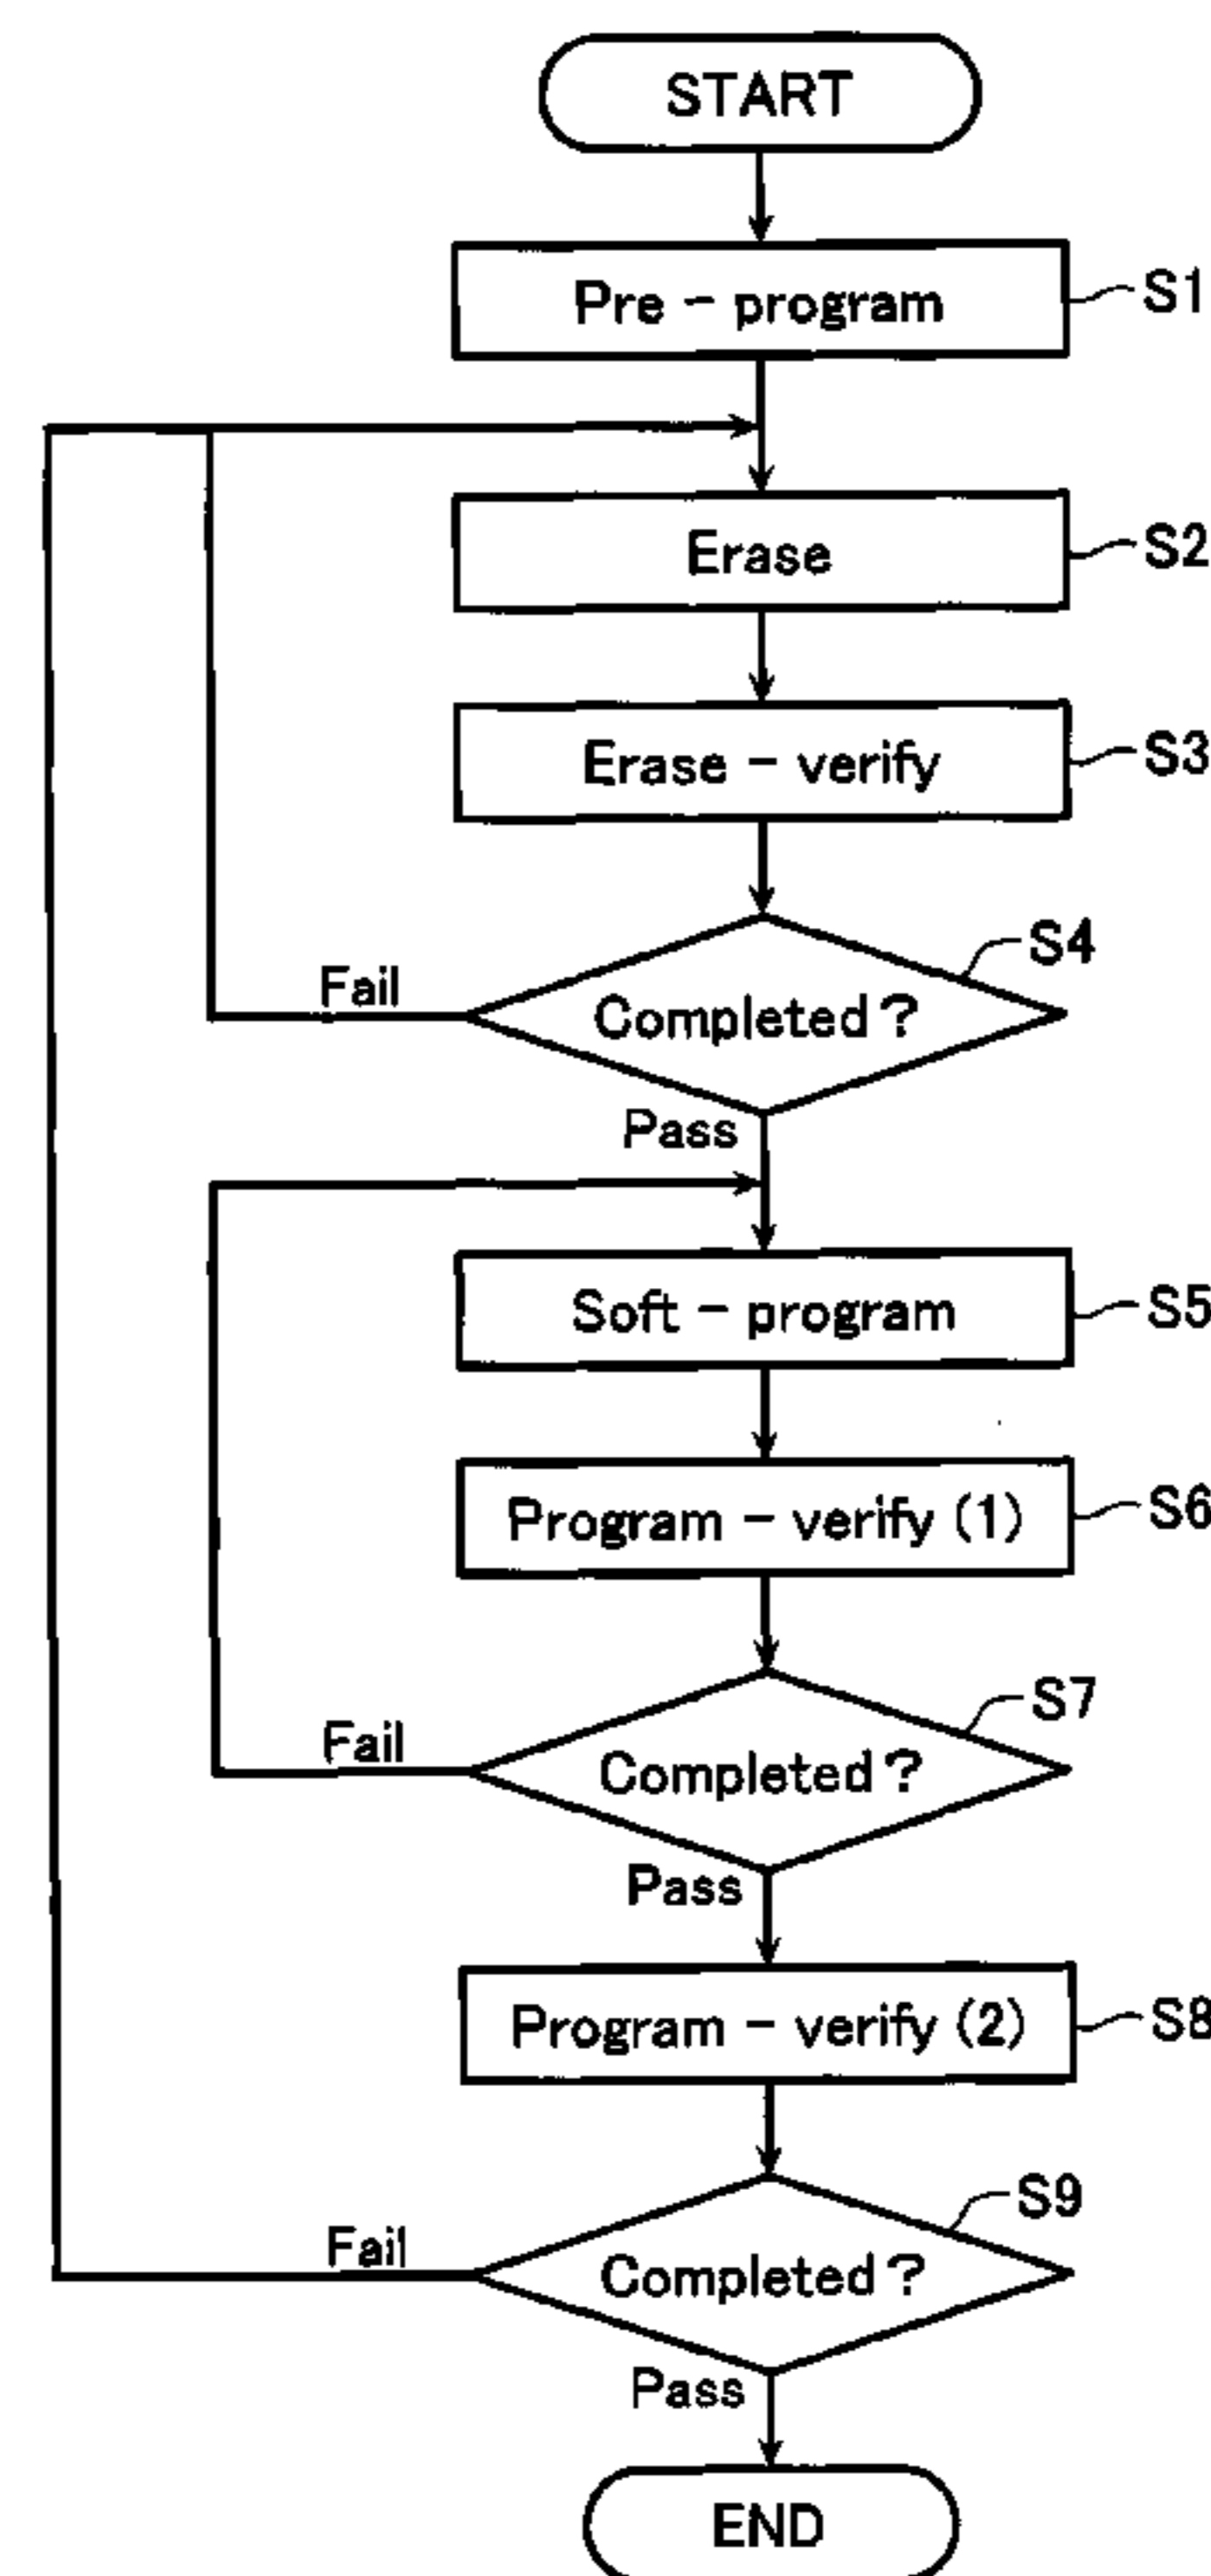 START
Pre - program
S1
Erase
S2
Erase - verify
S3
S4
Fail
Completed ?
Pass
Soft - program
S5
Program - verify (1)
S6
S7
Fail
Completed ?
Pass
Program - verify (2)
S8
S9
Fail
Completed ?
Pass
END